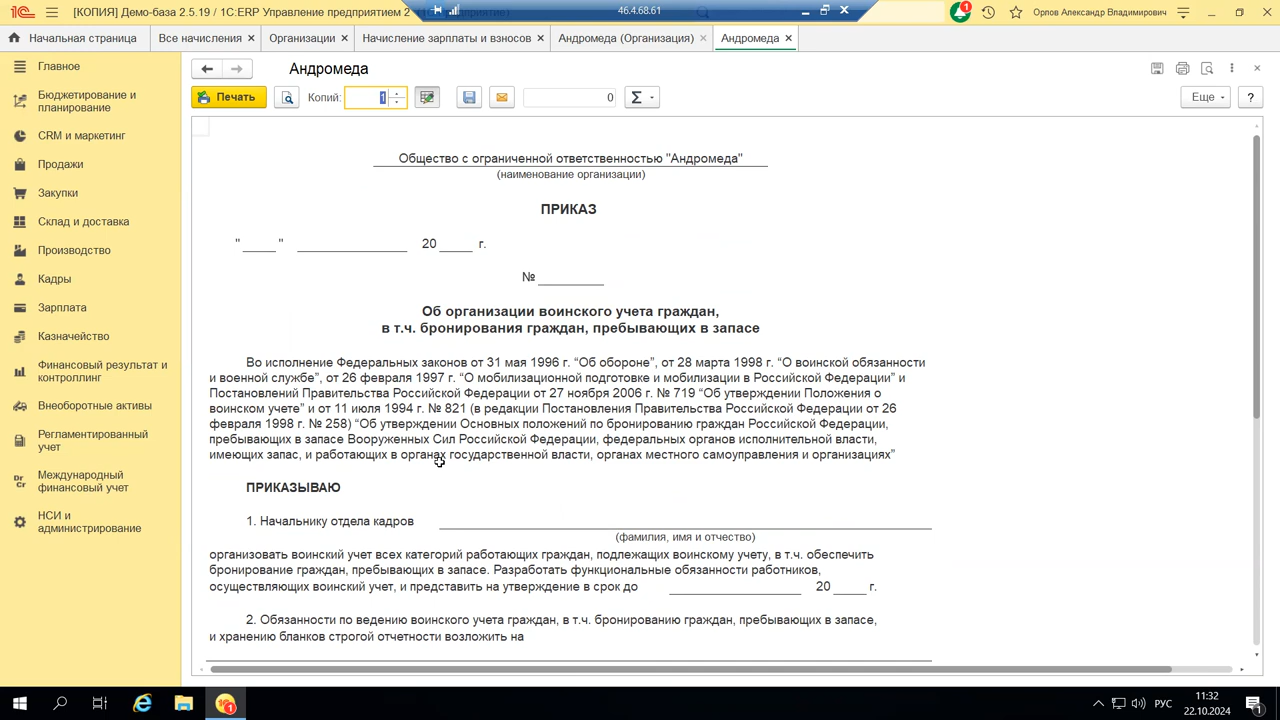 [КОПИЯ] Демо-база 2.5.19 / 1С:ERP Управление предприятием 2
46.4.68.61
Орлов Александр Владимирович
Начальная страница
Все начисления
Организации
Начисление зарплаты и взносов
Андромеда (Организация)
Андромеда
Главное
Бюджетирование и
планирование
CRM и маркетинг
Продажи
Закупки
Склад и доставка
Производство
Кадры
Зарплата
Казначейство
Финансовый результат и
контроллинг
Внеоборотные активы
Регламентированный
учет
Международный
финансовый учет
НСИ и
администрирование
Андромеда
Печать
Копий: 1
0
Σ
Еще
?
Общество с ограниченной ответственностью "Андромеда"
(наименование организации)
ПРИКАЗ
" _____ " ________________ 20 _____ г.
№ __________
Об организации воинского учета граждан,
в т.ч. бронирования граждан, пребывающих в запасе
Во исполнение Федеральных законов от 31 мая 1996 г. “Об обороне”, от 28 марта 1998 г. “О воинской обязанности
и военной службе”, от 26 февраля 1997 г. “О мобилизационной подготовке и мобилизации в Российской Федерации” и
Постановлений Правительства Российской Федерации от 27 ноября 2006 г. № 719 “Об утверждении Положения о
воинском учете” и от 11 июля 1994 г. № 821 (в редакции Постановления Правительства Российской Федерации от 26
февраля 1998 г. № 258) “Об утверждении Основных положений по бронированию граждан Российской Федерации,
пребывающих в запасе Вооруженных Сил Российской Федерации, федеральных органов исполнительной власти,
имеющих запас, и работающих в органах государственной власти, органах местного самоуправления и организациях”
ПРИКАЗЫВАЮ
1. Начальнику отдела кадров
(фамилия, имя и отчество)
организовать воинский учет всех категорий работающих граждан, подлежащих воинскому учету, в т.ч. обеспечить
бронирование граждан, пребывающих в запасе. Разработать функциональные обязанности работников,
осуществляющих воинский учет, и представить на утверждение в срок до ____________________ 20 _____ г.
2. Обязанности по ведению воинского учета граждан, в т.ч. бронированию граждан, пребывающих в запасе,
и хранению бланков строгой отчетности возложить на
РУС
11:32
22.10.2024